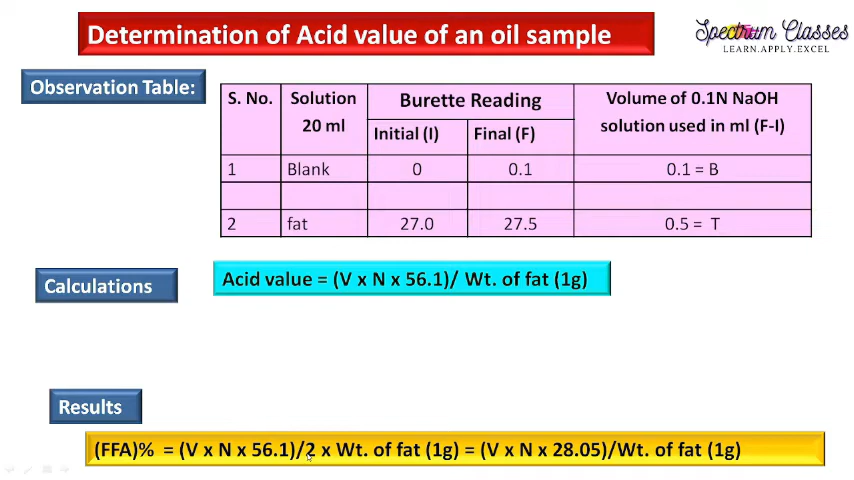 Determination of Acid value of an oil sample
Spectrum Classes
LEARN.APPLY.EXCEL
Observation Table:
S. No. Solution 20 ml Burette Reading Volume of 0.1N NaOH solution used in ml (F-I)
Initial (I) Final (F)
1 Blank 0 0.1 0.1 = B
2 fat 27.0 27.5 0.5 = T
Calculations
Acid value = (V x N x 56.1)/ Wt. of fat (1g)
Results
(FFA)% = (V x N x 56.1)/2 x Wt. of fat (1g) = (V x N x 28.05)/Wt. of fat (1g)